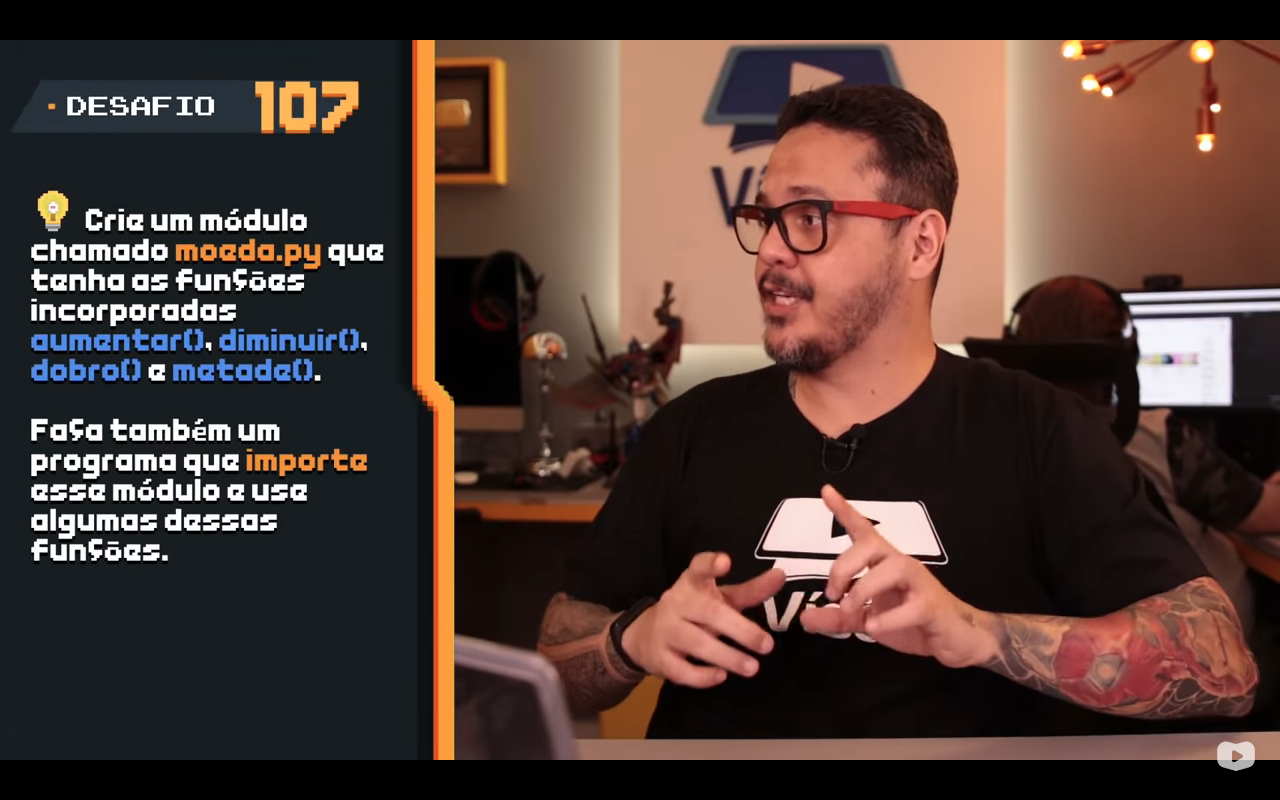 DESAFIO 107
Crie um módulo
chamado moeda.py que
tenha as funções
incorporadas
aumentar(), diminuir(),
dobro() e metade().
Faça também um
programa que importe
esse módulo e use
algumas dessas
funções.